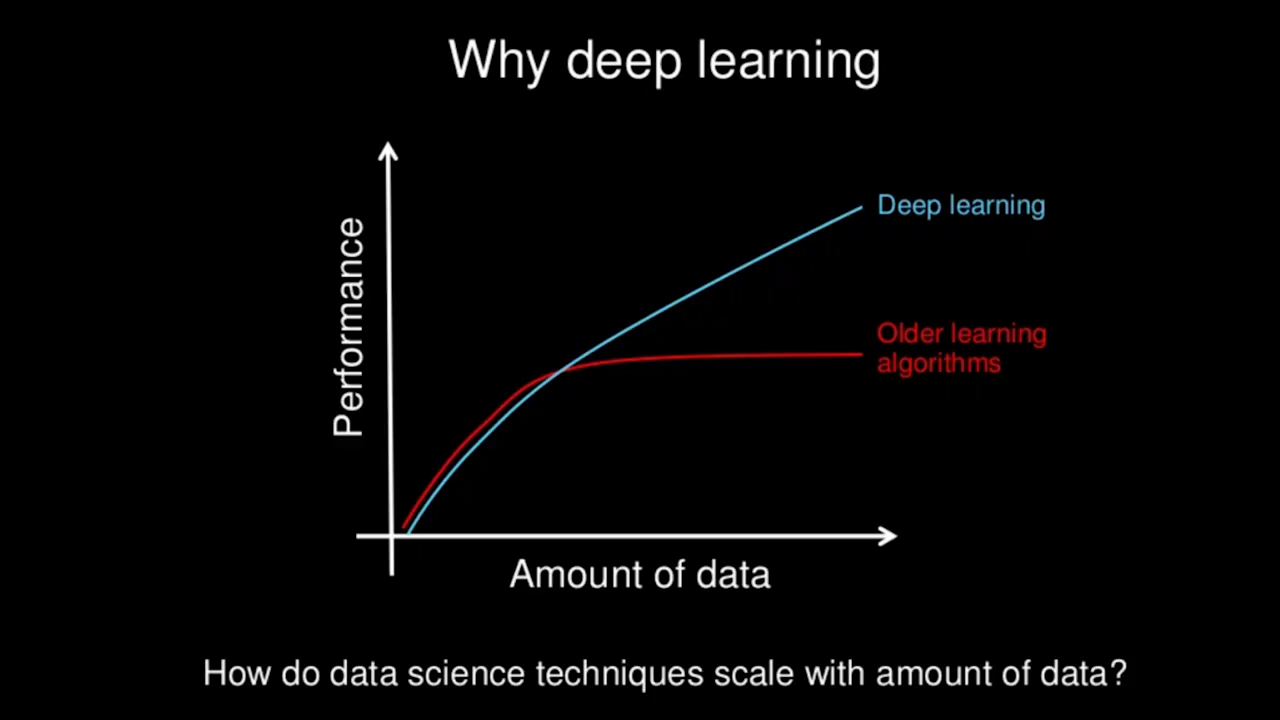 Why deep learning
Performance
Deep learning
Older learning
algorithms
Amount of data
How do data science techniques scale with amount of data?